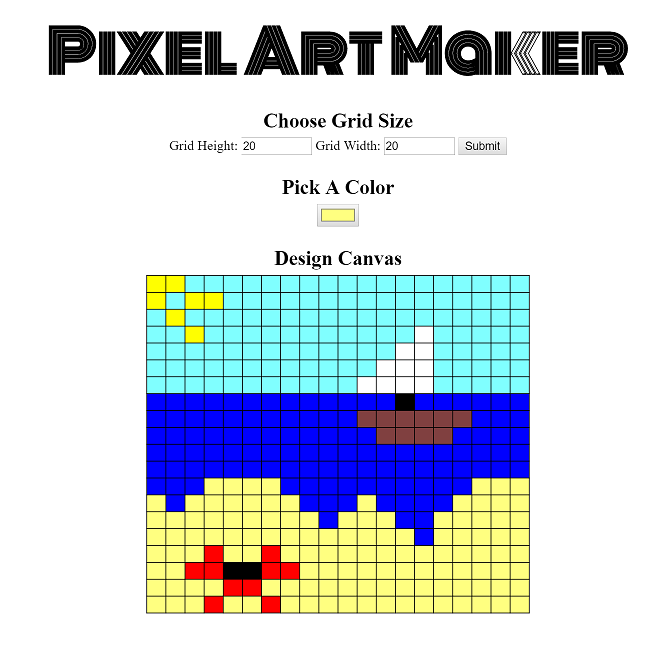 Pixel Art Maker
Choose Grid Size
Grid Height: 20 Grid Width: 20 Submit
Pick A Color
Design Canvas